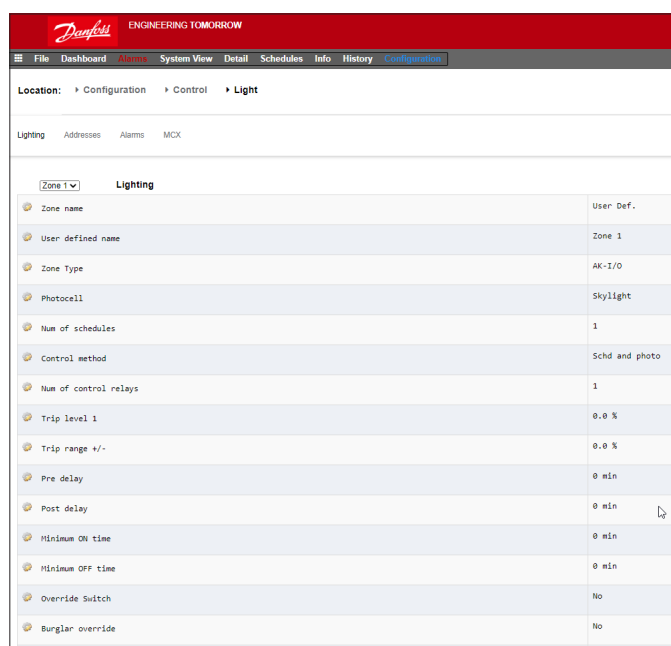 Danfoss ENGINEERING TOMORROW
File Dashboard Alarms System View Detail Schedules Info History Configuration
Location: Configuration Control Light
Lighting Addresses Alarms MCX
Zone 1 Lighting
Zone name User Def.
User defined name Zone 1
Zone Type AK-I/O
Photocell Skylight
Num of schedules 1
Control method Schd and photo
Num of control relays 1
Trip level 1 0.0 %
Trip range +/- 0.0 %
Pre delay 0 min
Post delay 0 min
Minimum ON time 0 min
Minimum OFF time 0 min
Override Switch No
Burglar override No